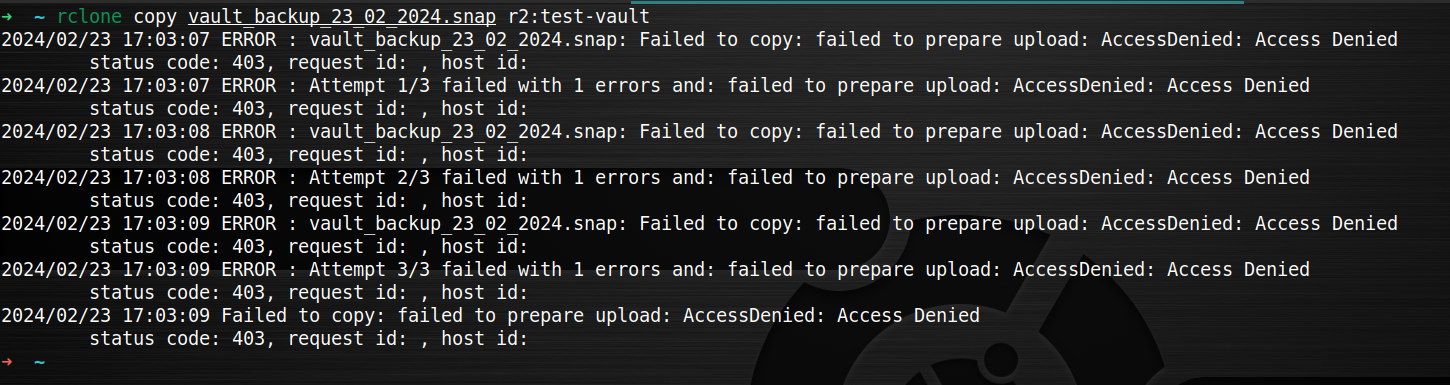 ➜ ~ rclone copy vault_backup_23_02_2024.snap r2:test-vault
2024/02/23 17:03:07 ERROR : vault_backup_23_02_2024.snap: Failed to copy: failed to prepare upload: AccessDenied: Access Denied
        status code: 403, request id: , host id:
2024/02/23 17:03:07 ERROR : Attempt 1/3 failed with 1 errors and: failed to prepare upload: AccessDenied: Access Denied
        status code: 403, request id: , host id:
2024/02/23 17:03:08 ERROR : vault_backup_23_02_2024.snap: Failed to copy: failed to prepare upload: AccessDenied: Access Denied
        status code: 403, request id: , host id:
2024/02/23 17:03:08 ERROR : Attempt 2/3 failed with 1 errors and: failed to prepare upload: AccessDenied: Access Denied
        status code: 403, request id: , host id:
2024/02/23 17:03:09 ERROR : vault_backup_23_02_2024.snap: Failed to copy: failed to prepare upload: AccessDenied: Access Denied
        status code: 403, request id: , host id:
2024/02/23 17:03:09 ERROR : Attempt 3/3 failed with 1 errors and: failed to prepare upload: AccessDenied: Access Denied
        status code: 403, request id: , host id:
2024/02/23 17:03:09 Failed to copy: failed to prepare upload: AccessDenied: Access Denied
        status code: 403, request id: , host id:
➜ ~